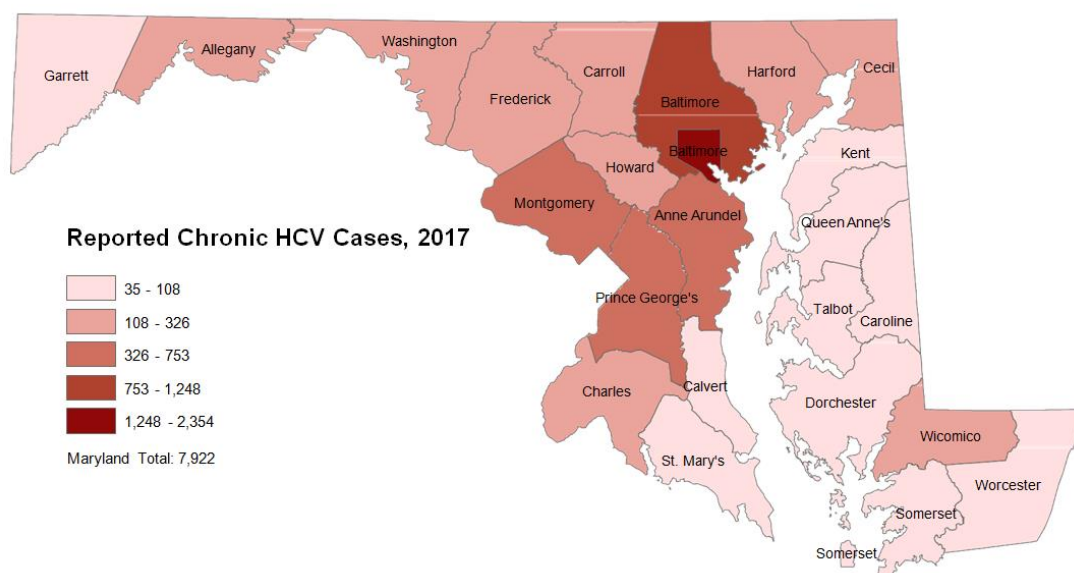 Garrett
Allegany
Washington
Frederick
Carroll
Baltimore
Harford
Cecil
Baltimore
Howard
Kent
Montgomery
Anne Arundel
Queen Anne's
Prince George's
Talbot
Caroline
Charles
Calvert
Dorchester
St. Mary's
Wicomico
Worcester
Somerset
Somerset
Reported Chronic HCV Cases, 2017
35 - 108
108 - 326
326 - 753
753 - 1,248
1,248 - 2,354
Maryland Total: 7,922